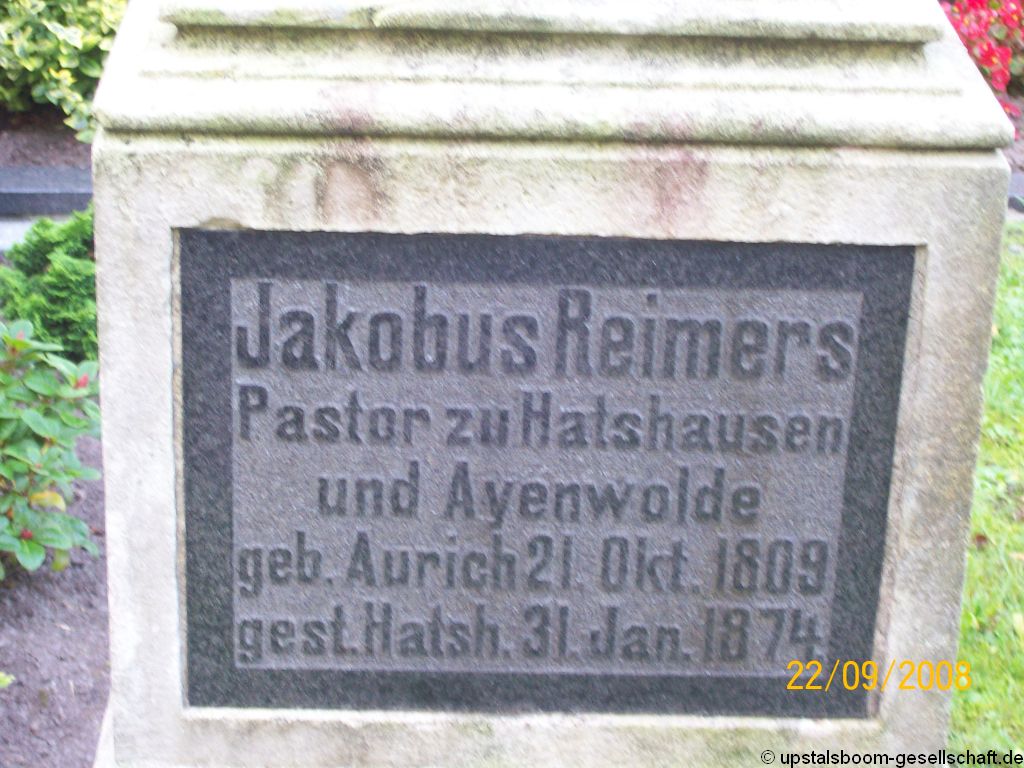 Jakobus Reimers
Pastor zu Hatshausen
und Ayenwolde
geb. Aurich 21. Okt. 1809
gest. Hatsh. 31. Jan. 1874.
22/09/2008
© upstalsboom-gesellschaft.de